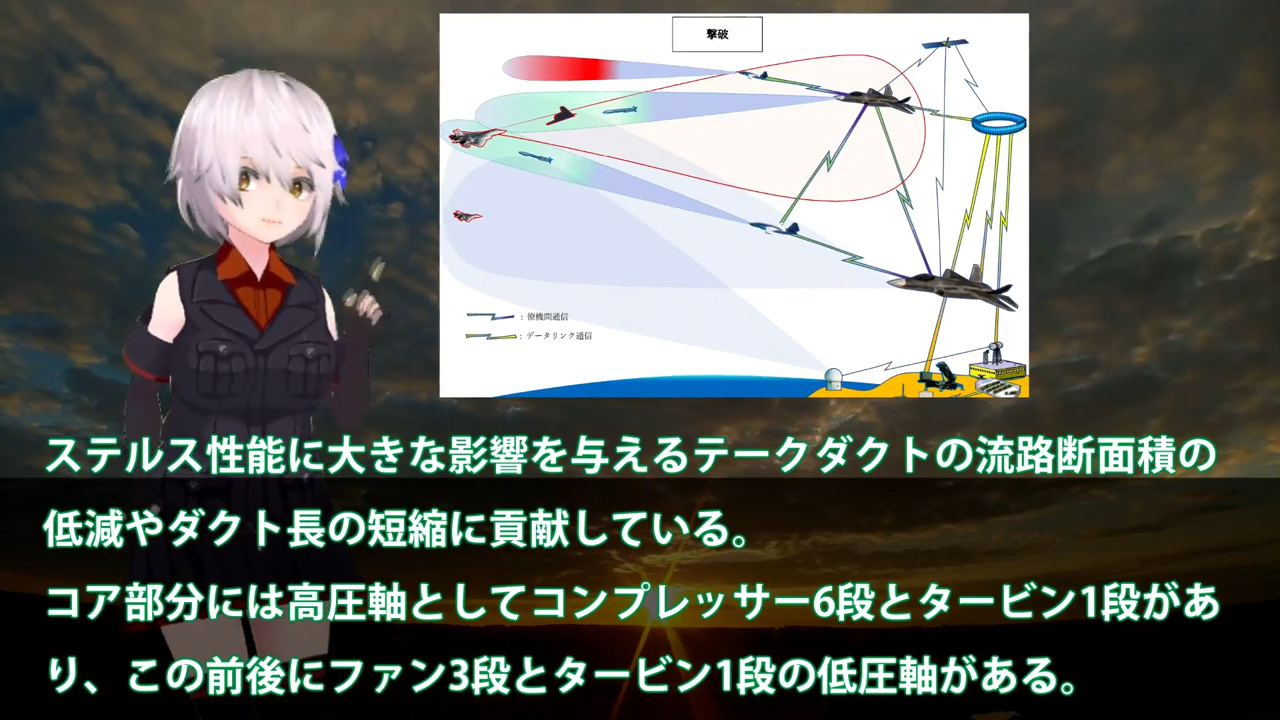 撃破
：僚機間通信
：データリンク通信
ステルス性能に大きな影響を与えるテークダクトの流路断面積の
低減やダクト長の短縮に貢献している。
コア部分には高圧軸としてコンプレッサー6段とタービン1段があ
り、この前後にファン3段とタービン1段の低圧軸がある。